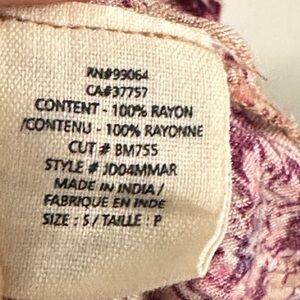 RN#99064
CA#37757
CONTENT - 100% RAYON
/CONTENU - 100% RAYONNE
CUT # BM755
STYLE # JD04MMAR
MADE IN INDIA/
FABRIQUE EN INDE
SIZE : S / TAILLE : P